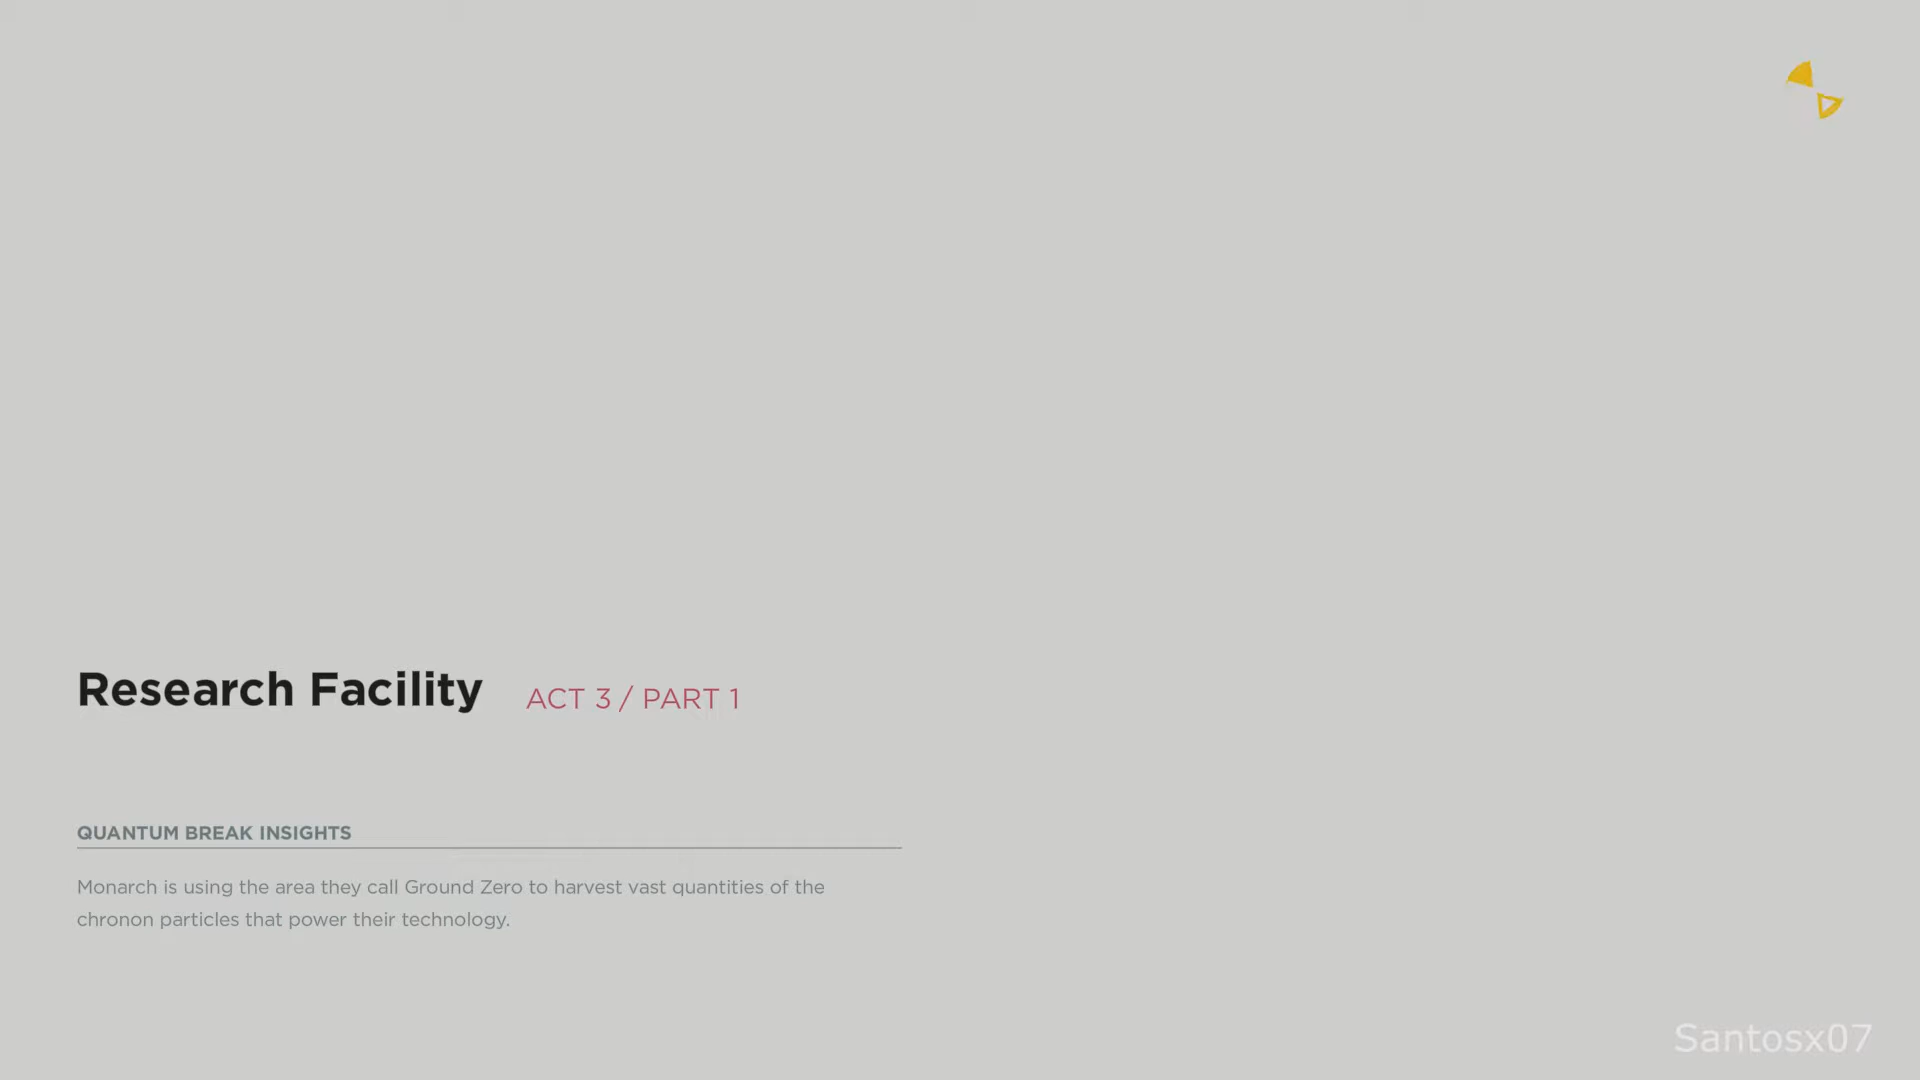 Research Facility ACT 3 / PART 1
QUANTUM BREAK INSIGHTS
Monarch is using the area they call Ground Zero to harvest vast quantities of the
chronon particles that power their technology.
Santosx07